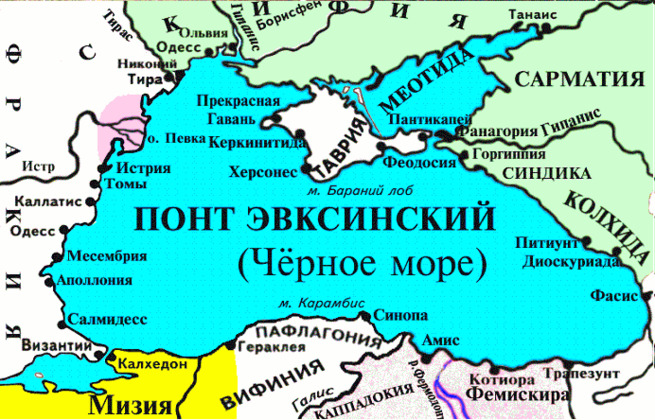 СКИФИЯ
Тирас
Гипанис
Борисфен
Танаис
Ольвия
Одесс
Никоний
Тира
МЕОТИДА
САРМАТИЯ
ФРАКИЯ
Прекрасная
Гавань
Пантикапей
Фанагория
Гипанис
о. Певка
Керкинитида
ТАВРИЯ
Феодосия
Горгиппия
Истр
Истрия
Томы
Херсонес
СИНДИКА
м. Бараний лоб
Каллатис
КОЛХИДА
ПОНТ ЭВКСИНСКИЙ
Одесс
Питиунт
Диоскуриада
Месембрия
(Чёрное море)
Аполлония
Фасис
м. Карамбис
Салмидесс
Синопа
ПАФЛАГОНИЯ
Византий
Гераклея
Амис
Калхедон
Трапезунт
Котиора
ВИФИНИЯ
р. Фермодонт
Фемискира
Галис
КАППАДОКИЯ
Мизия